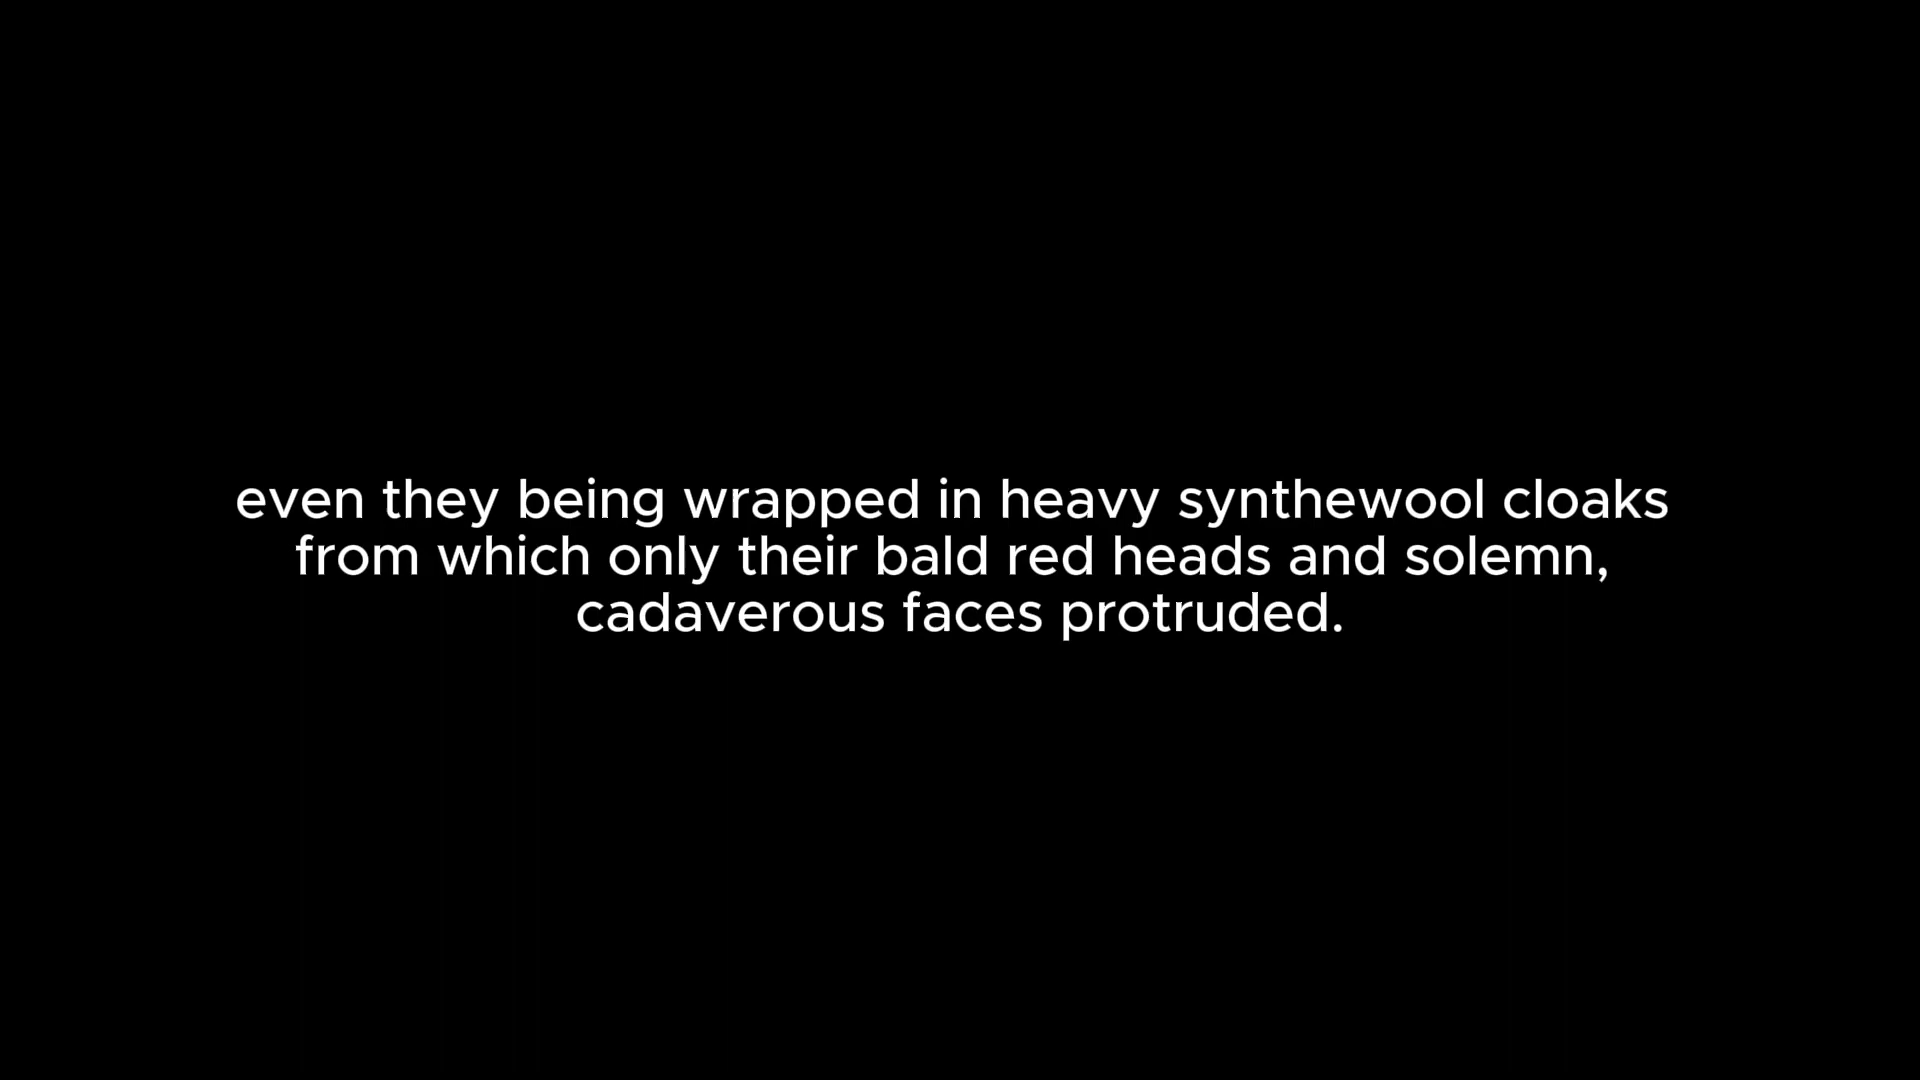 even they being wrapped in heavy synthewool cloaks
from which only their bald red heads and solemn,
cadaverous faces protruded.